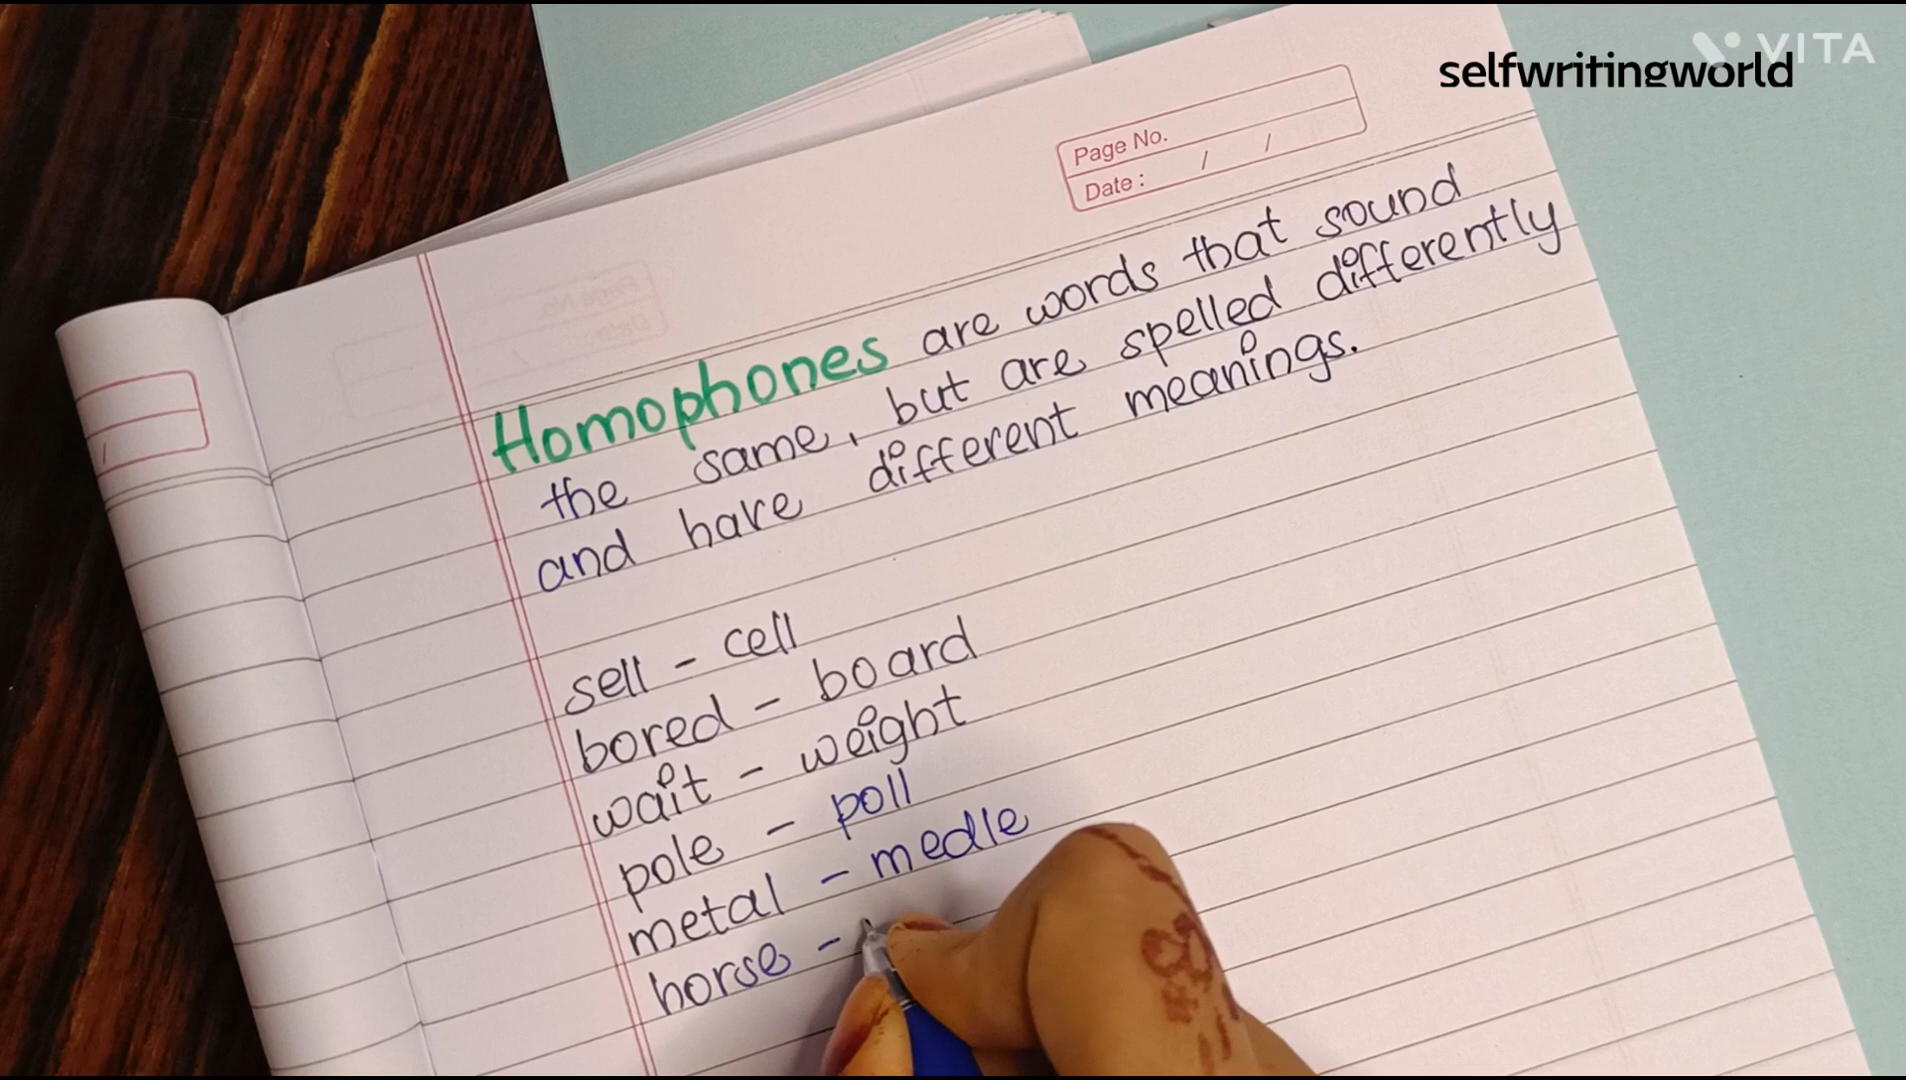 VITA
selfwritingworld
Page No.
Date : / /
Homophones are words that sound
the same, but are spelled differently
and have different meanings.
sell - cell
bored - board
wait - weight
pole - poll
metal - medle
horse -